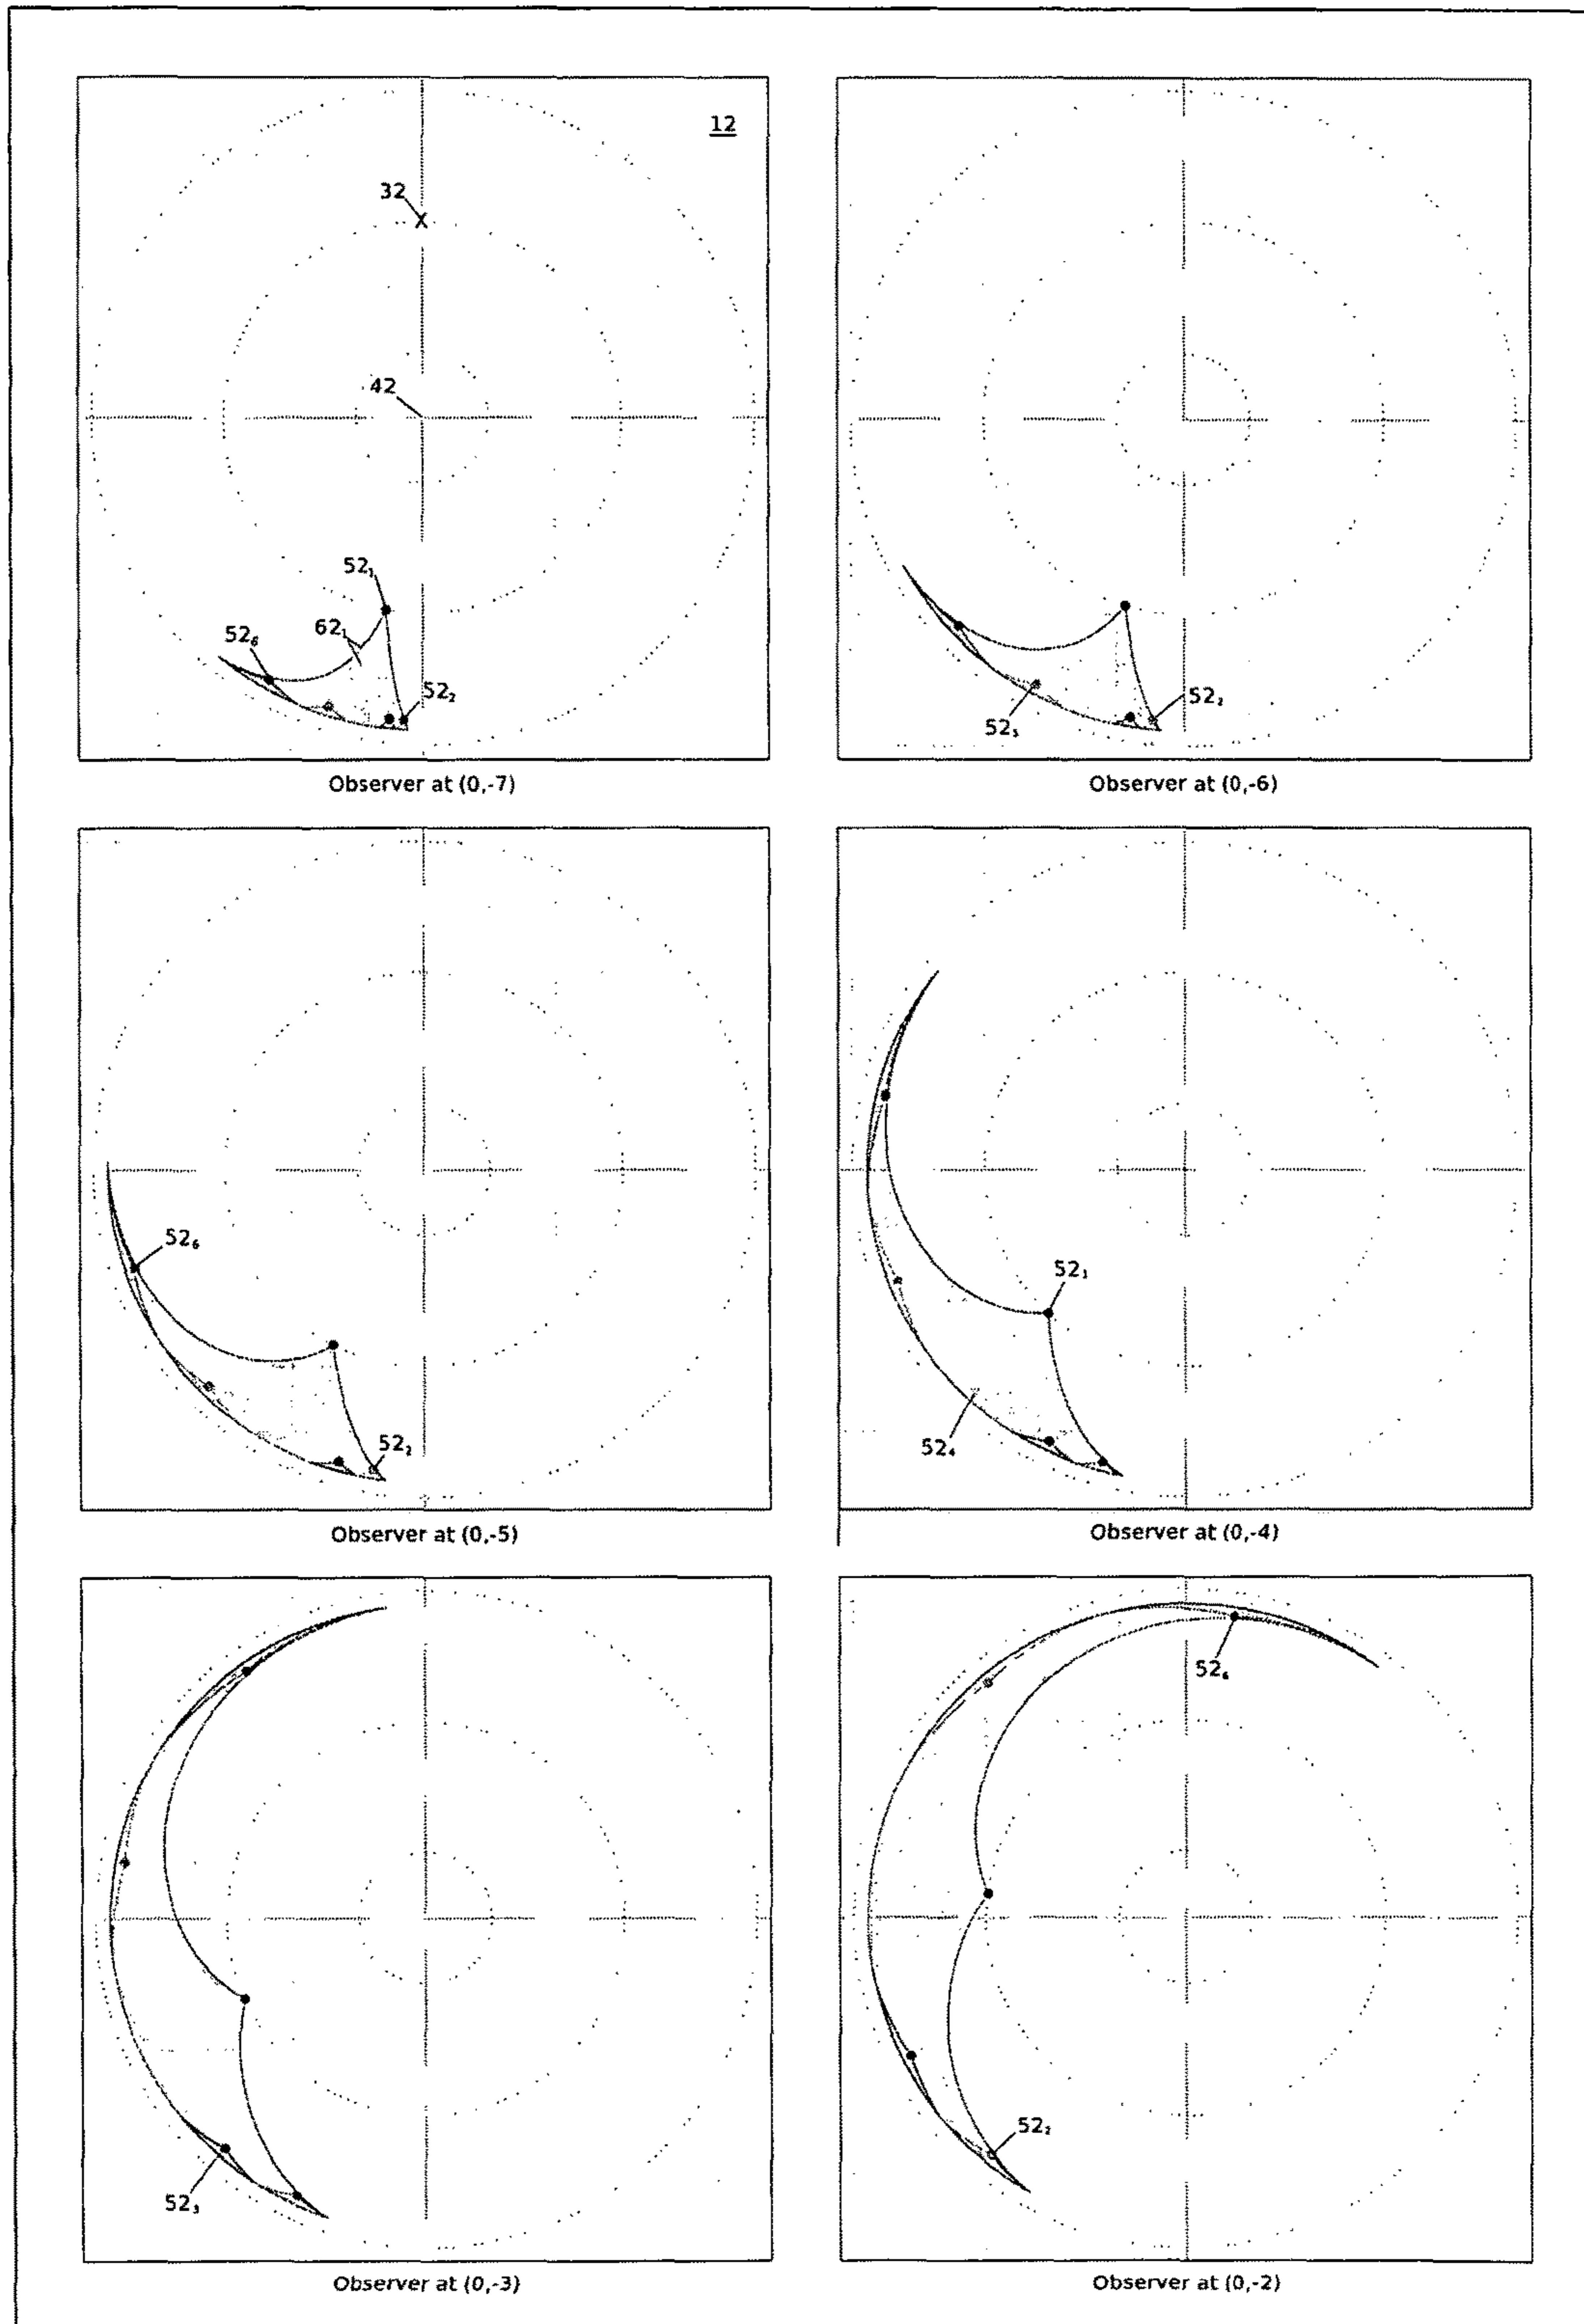 12
32
X
42
52₁
62₁
52₆
52₂
Observer at (0,-7)
52₂
52₅
Observer at (0,-6)
52₆
52₂
Observer at (0,-5)
52₁
52₄
Observer at (0,-4)
52₃
Observer at (0,-3)
52₆
52₂
Observer at (0,-2)